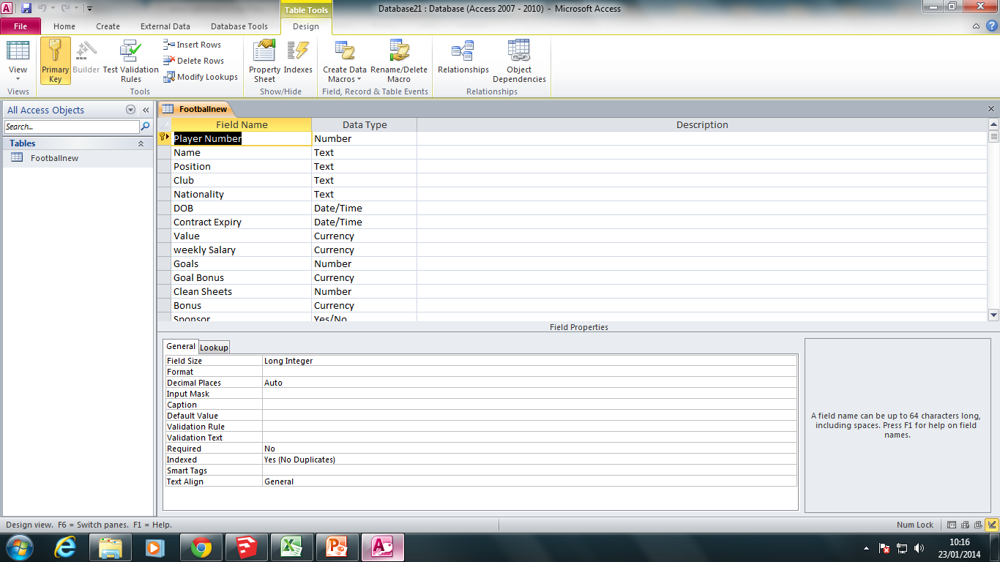 Database21 : Database (Access 2007 - 2010) - Microsoft Access
Table Tools
File Home Create External Data Database Tools Design
View
Primary Key
Builder
Test Validation Rules
Insert Rows
Delete Rows
Modify Lookups
Property Sheet
Indexes
Create Data Macros
Rename/Delete Macro
Relationships
Object Dependencies
Views
Tools
Show/Hide
Field, Record & Table Events
Relationships
All Access Objects
Search...
Tables
Footballnew
Footballnew
Field Name Data Type Description
Player Number Number
Name Text
Position Text
Club Text
Nationality Text
DOB Date/Time
Contract Expiry Date/Time
Value Currency
weekly Salary Currency
Goals Number
Goal Bonus Currency
Clean Sheets Number
Bonus Currency
Sponsor Yes/No
Field Properties
General Lookup
Field Size Long Integer
Format
Decimal Places Auto
Input Mask
Caption
Default Value
Validation Rule
Validation Text
Required No
Indexed Yes (No Duplicates)
Smart Tags
Text Align General
A field name can be up to 64 characters long,
including spaces. Press F1 for help on field
names.
Design view. F6 = Switch panes. F1 = Help.
Num Lock
10:16
23/01/2014